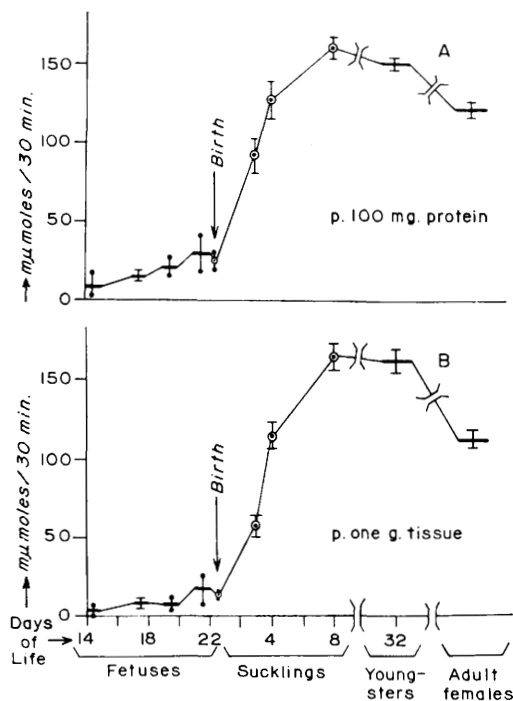 A
150
100
50
0
→ mμmoles/30 min.
Birth
p. 100 mg. protein
B
150
100
50
0
→ mμmoles/30 min.
Birth
p. one g. tissue
Days of Life →
14 18 22 4 8 32
Fetuses Sucklings Young-sters Adult females